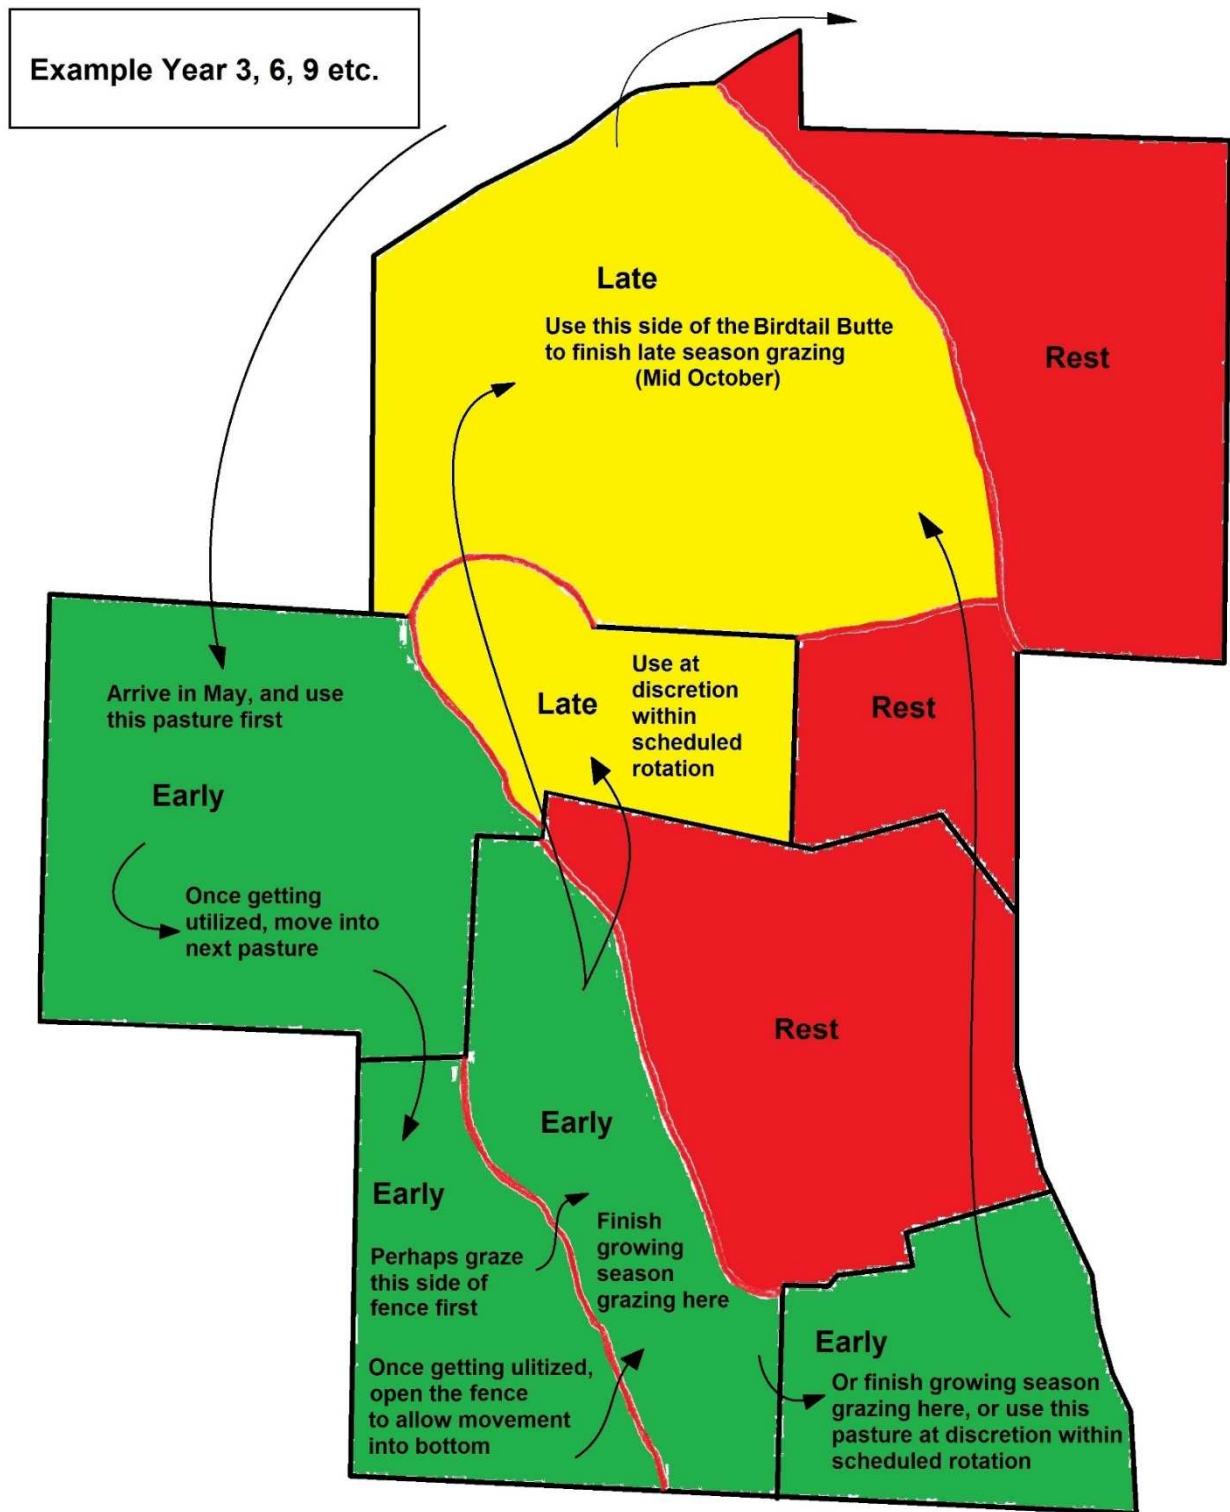 Example Year 3, 6, 9 etc.
Late
Use this side of the Birdtail Butte
to finish late season grazing
(Mid October)
Rest
Arrive in May, and use
this pasture first
Early
Once getting
utilized, move into
next pasture
Late
Use at
discretion
within
scheduled
rotation
Rest
Rest
Early
Perhaps graze
this side of
fence first
Once getting ulitized,
open the fence
to allow movement
into bottom
Early
Finish
growing
season
grazing here
Early
Or finish growing season
grazing here, or use this
pasture at discretion within
scheduled rotation